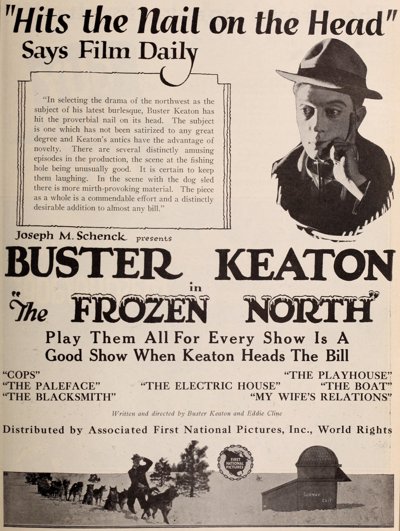 "Hits the Nail on the Head"
Says Film Daily
"In selecting the drama of the northwest as the
subject of his latest burlesque, Buster Keaton has
hit the proverbial nail on its head. The subject
is one which has not been satirized to any great
degree and Keaton's antics have the advantage of
novelty. There are several distinctly amusing
episodes in the production, the scene at the fishing
hole being unusually good. It is certain to keep
them laughing. In the scene with the dog sled
there is more mirth-provoking material. The piece
as a whole is a commendable effort and a distinctly
desirable addition to almost any bill."
Joseph M. Schenck presents
BUSTER KEATON
in
"The FROZEN NORTH"
Play Them All For Every Show Is A
Good Show When Keaton Heads The Bill
"COPS" "THE PLAYHOUSE"
"THE PALEFACE" "THE ELECTRIC HOUSE" "THE BOAT"
"THE BLACKSMITH" "MY WIFE'S RELATIONS"
Written and directed by Buster Keaton and Eddie Cline
Distributed by Associated First National Pictures, Inc., World Rights
FIRST
NATIONAL
PICTURES
SUBWAY
EXIT